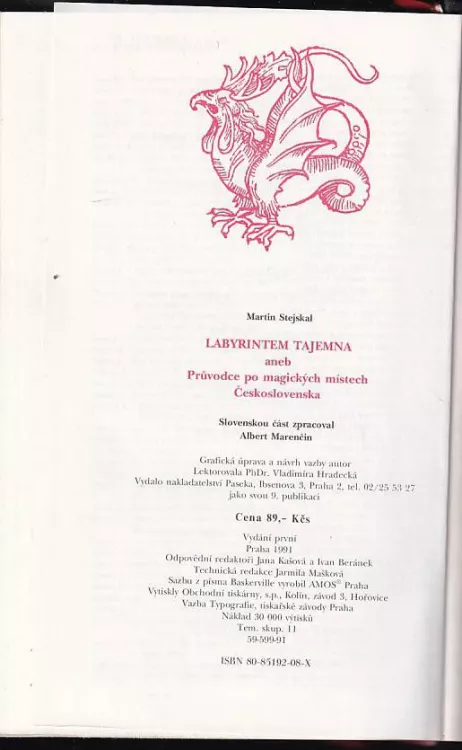 Martin Stejskal
LABYRINTEM TAJEMNA
aneb
Průvodce po magických místech
Československa
Slovenskou část zpracoval
Albert Marenčin
Grafická úprava a návrh vazby autor
Lektorovala PhDr. Vladimíra Hradecká
Vydalo nakladatelství Paseka, Ibsenova 3, Praha 2, tel. 02/25 53 27
jako svou 9. publikaci
Cena 89,– Kčs
Vydání první
Praha 1991
Odpovědní redaktoři Jana Kašová a Ivan Beránek
Technická redakce Jarmila Mašková
Sazbu z písma Baskerville vyrobil AMOS® Praha
Vytiskly Obchodní tiskárny, s.p., Kolín, závod 3, Hořovice
Vazba Typografie, tiskařské závody Praha
Náklad 30 000 výtisků
Tem. skup. 11
59-599-91
ISBN 80-85192-08-X